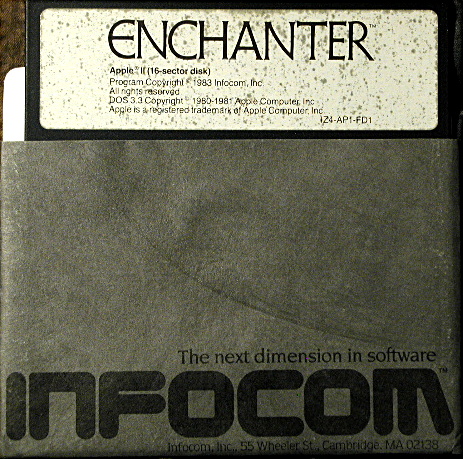 ENCHANTER™
Apple™ II (16-sector disk)
Program Copyright © 1983 Infocom, Inc.
All rights reserved
DOS 3.3 Copyright © 1980-1981 Apple Computer, Inc.
Apple is a registered trademark of Apple Computer, Inc.
IZ4-AP1-FD1
The next dimension in software
INFOCOM™
Infocom, Inc., 55 Wheeler St., Cambridge, MA 02138